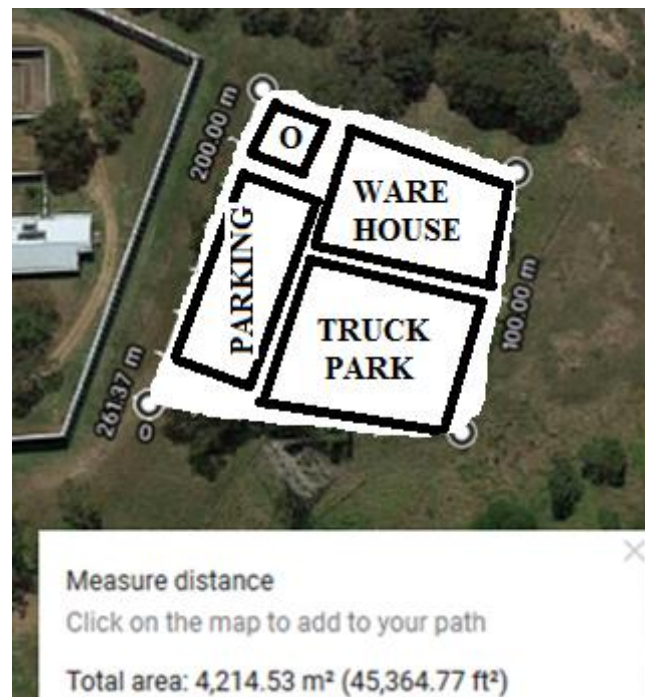 200.00 m
O
WARE
HOUSE
PARKING
100.00 m
TRUCK
PARK
261.37 m
0
Measure distance
Click on the map to add to your path
Total area: 4,214.53 m² (45,364.77 ft²)